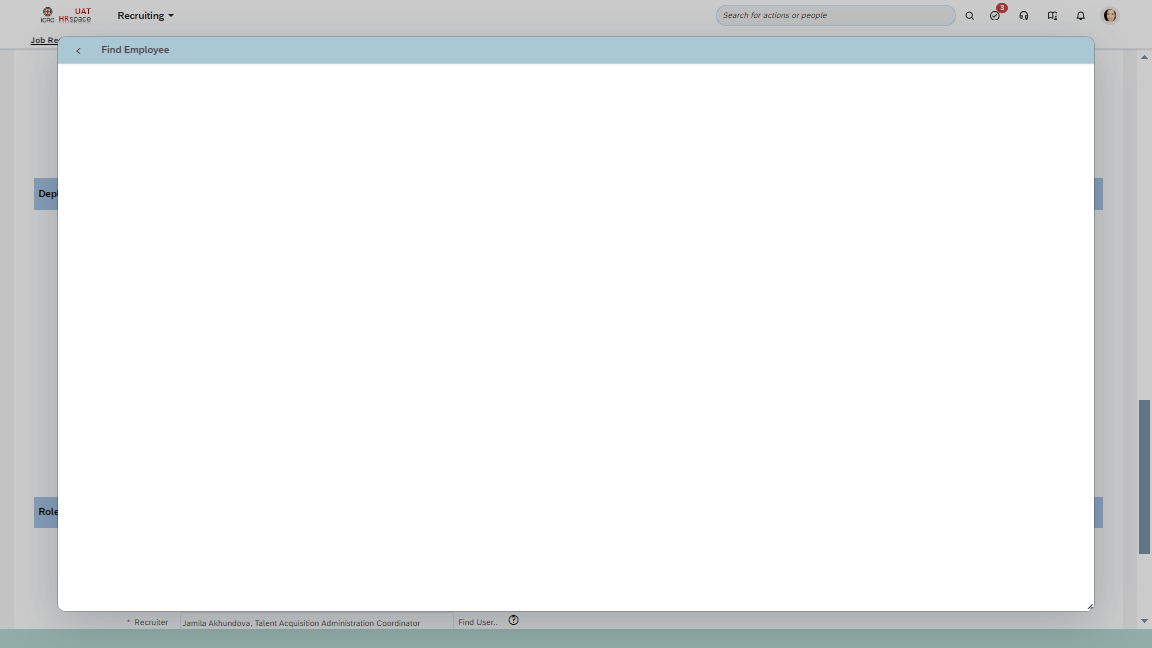 ICRC UAT HRspace
Recruiting
Search for actions or people
3
Job Re
Find Employee
Depl
Role
* Recruiter Jamila Akhundova, Talent Acquisition Administration Coordinator Find User..